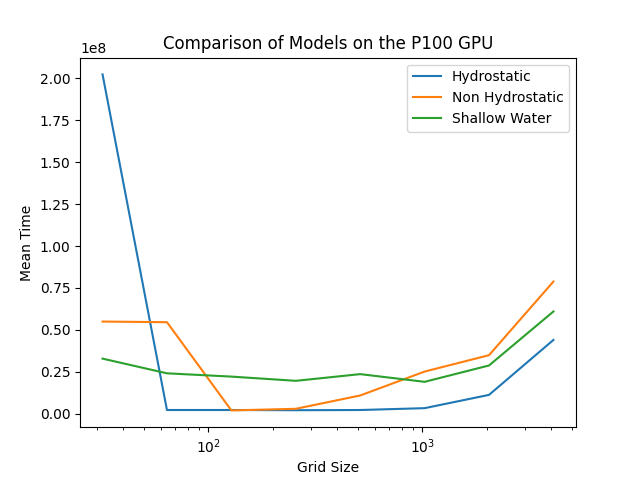 Comparison of Models on the P100 GPU
1e8
2.00
1.75
1.50
1.25
1.00
0.75
0.50
0.25
0.00
Mean Time
Hydrostatic
Non Hydrostatic
Shallow Water
10²
10³
Grid Size